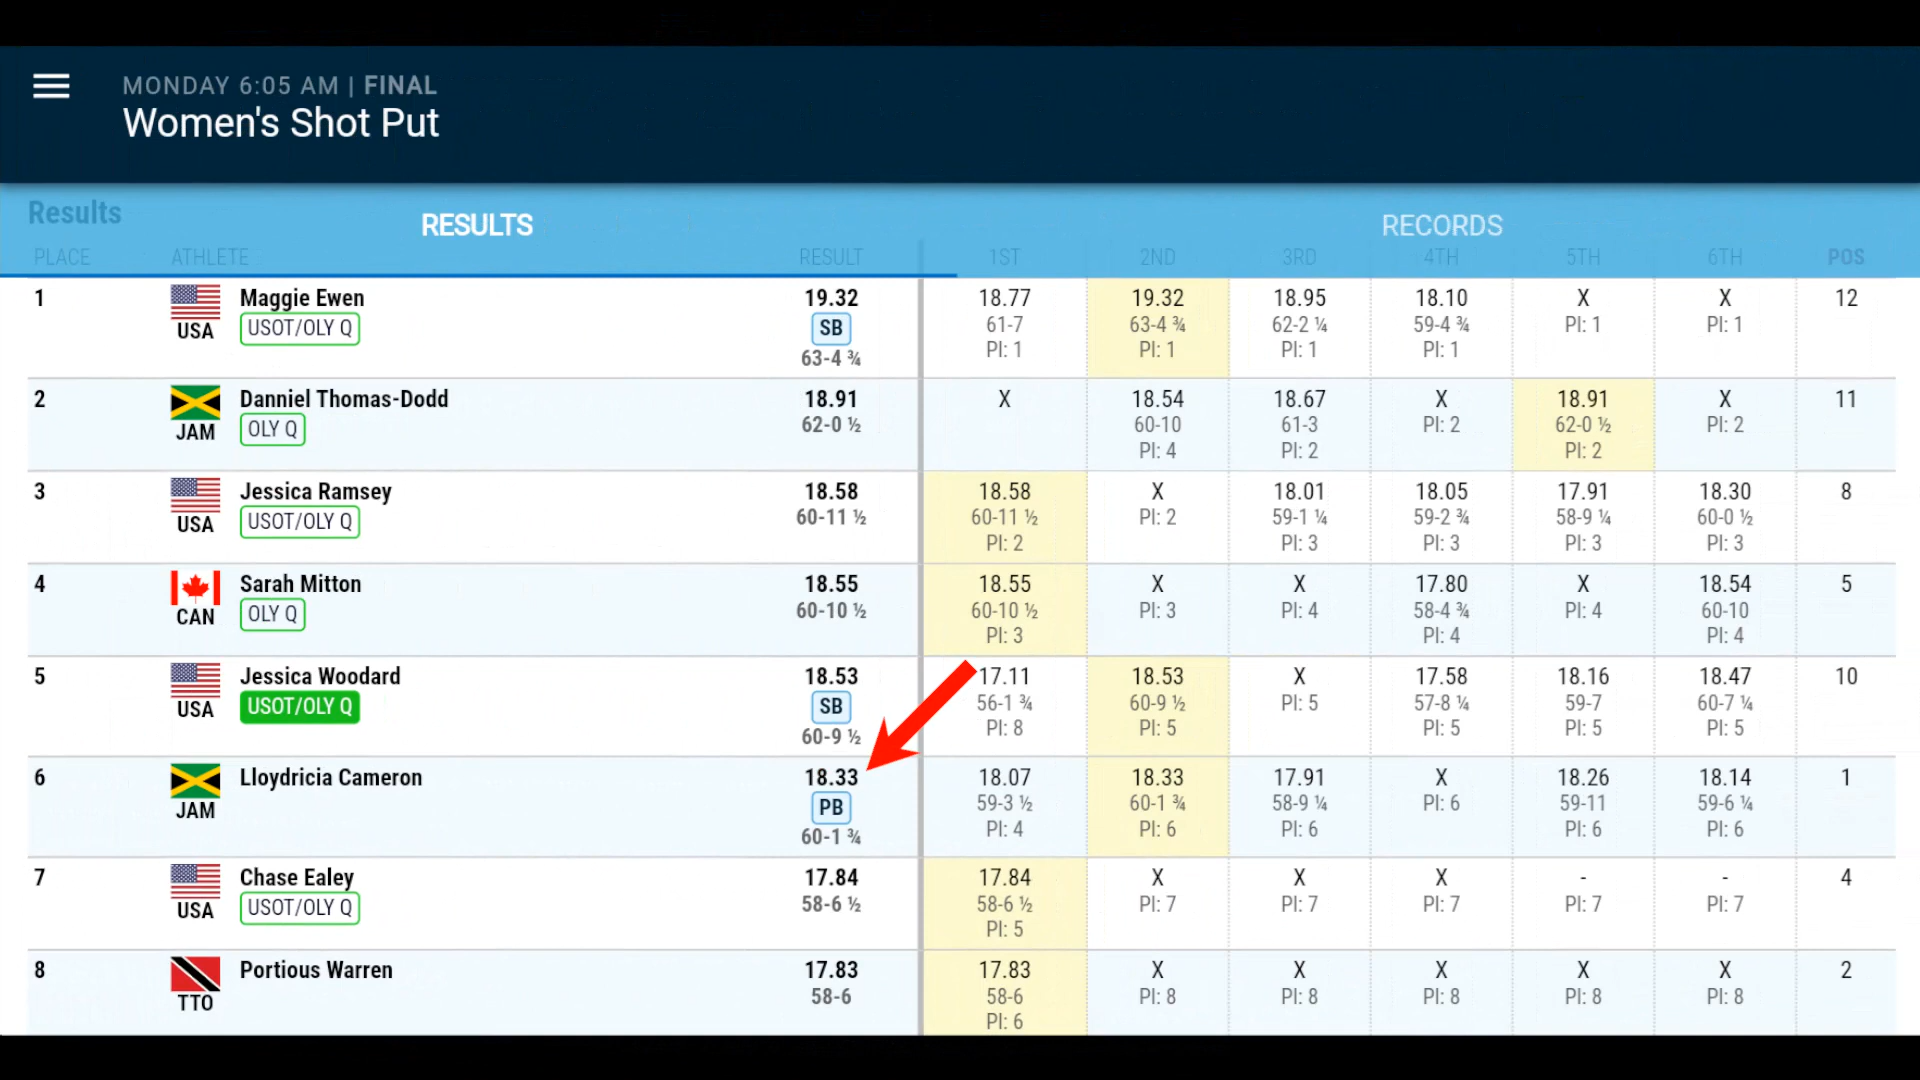 MONDAY 6:05 AM | FINAL
Women's Shot Put
Results
RESULTS
RECORDS
PLACE ATHLETE RESULT 1ST 2ND 3RD 4TH 5TH 6TH POS
1 Maggie Ewen 19.32 18.77 19.32 18.95 18.10 X X 12
USA USOT/OLY Q SB 61-7 63-4 ¾ 62-2 ¼ 59-4 ¾ Pl: 1 Pl: 1
63-4 ¾ Pl: 1 Pl: 1 Pl: 1 Pl: 1
2 Danniel Thomas-Dodd 18.91 X 18.54 18.67 X 18.91 X 11
JAM OLY Q 62-0 ½ 60-10 61-3 Pl: 2 62-0 ½ Pl: 2
Pl: 4 Pl: 2 Pl: 2
3 Jessica Ramsey 18.58 18.58 X 18.01 18.05 17.91 18.30 8
USA USOT/OLY Q 60-11 ½ 60-11 ½ Pl: 2 59-1 ¼ 59-2 ¾ 58-9 ¼ 60-0 ½
Pl: 2 Pl: 3 Pl: 3 Pl: 3 Pl: 3
4 Sarah Mitton 18.55 18.55 X X 17.80 X 18.54 5
CAN OLY Q 60-10 ½ 60-10 ½ Pl: 3 Pl: 4 58-4 ¾ Pl: 4 60-10
Pl: 3 Pl: 4 Pl: 4
5 Jessica Woodard 18.53 17.11 18.53 X 17.58 18.16 18.47 10
USA USOT/OLY Q SB 56-1 ¾ 60-9 ½ Pl: 5 57-8 ¼ 59-7 60-7 ¼
60-9 ½ Pl: 8 Pl: 5 Pl: 5 Pl: 5 Pl: 5
6 Lloydricia Cameron 18.33 18.07 18.33 17.91 X 18.26 18.14 1
JAM PB 59-3 ½ 60-1 ¾ 58-9 ¼ Pl: 6 59-11 59-6 ¼
60-1 ¾ Pl: 4 Pl: 6 Pl: 6 Pl: 6 Pl: 6
7 Chase Ealey 17.84 17.84 X X X - - 4
USA USOT/OLY Q 58-6 ½ 58-6 ½ Pl: 7 Pl: 7 Pl: 7 Pl: 7 Pl: 7
Pl: 5
8 Portious Warren 17.83 17.83 X X X X X 2
TTO 58-6 58-6 Pl: 8 Pl: 8 Pl: 8 Pl: 8 Pl: 8
Pl: 6